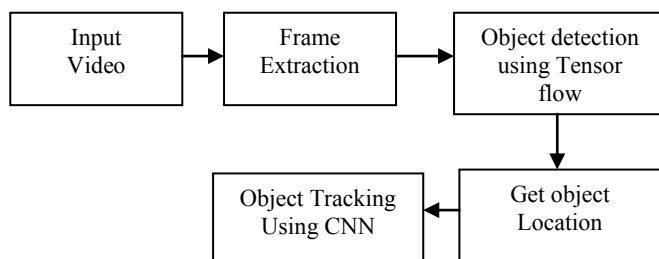 Input
Video
Frame
Extraction
Object detection
using Tensor
flow
Get object
Location
Object Tracking
Using CNN